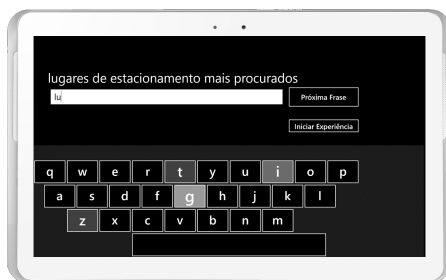 lugares de estacionamento mais procurados
lu
Próxima Frase
Iniciar Experiência
q w e r t y u i o p
a s d f g h j k l
z x c v b n m